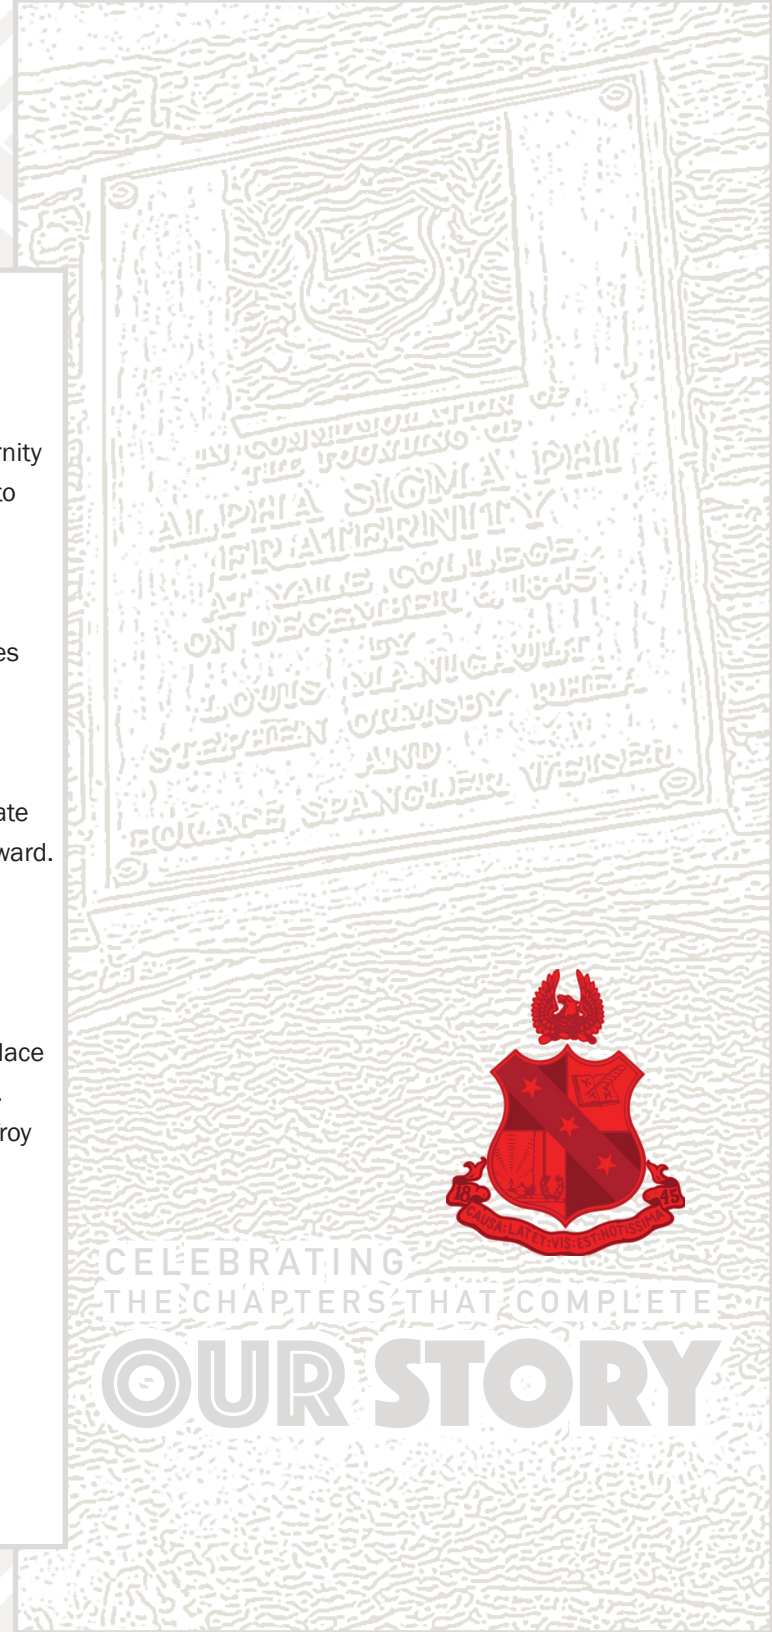 rnity
to
es
ate
ward.
lace
.
roy
IN COMMEMORATION OF
THE FOUNDING OF
ALPHA SIGMA PHI
FRATERNITY
AT YALE COLLEGE
ON DECEMBER 6, 1845
BY
LOUIS MANIGAULT
STEPHEN ORMSBY RHEA
AND
HORACE SPANGLER WEISER
18 45
CAUSA:LATET:VIS:EST:NOTISSIMA
CELEBRATING
THE CHAPTERS THAT COMPLETE
OUR STORY